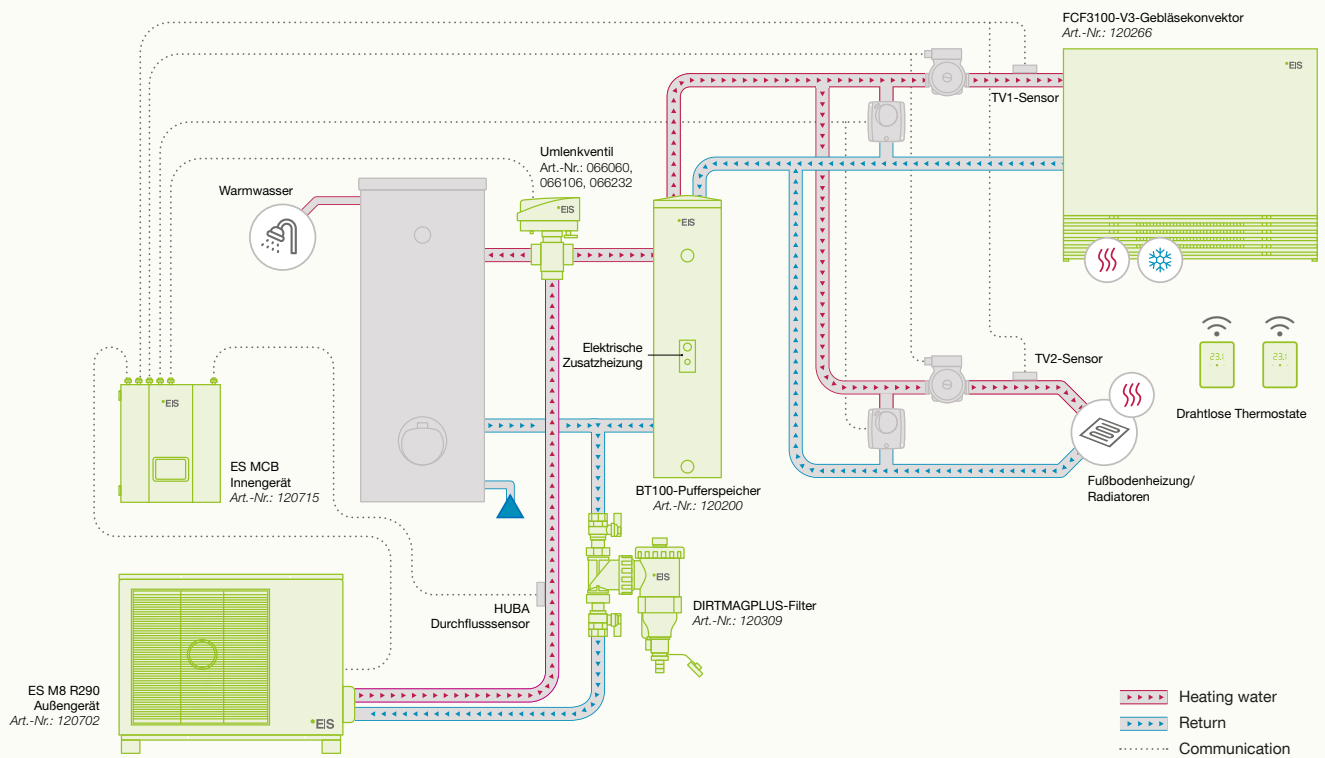 FCF3100-V3-Gebläsekonvektor
Art.-Nr.: 120266
°EIS
TV1-Sensor
Umlenkventil
Art.-Nr.: 066060,
066106, 066232
°EIS
Warmwasser
°EIS
Elektrische
Zusatzheizung
TV2-Sensor
23.1
23.1
Drahtlose Thermostate
°EIS
ES MCB
Innengerät
Art.-Nr.: 120715
BT100-Pufferspeicher
Art.-Nr.: 120200
Fußbodenheizung/
Radiatoren
°EIS
HUBA
Durchflusssensor
DIRTMAGPLUS-Filter
Art.-Nr.: 120309
ES M8 R290
Außengerät
Art.-Nr.: 120702
°EIS
Heating water
Return
Communication